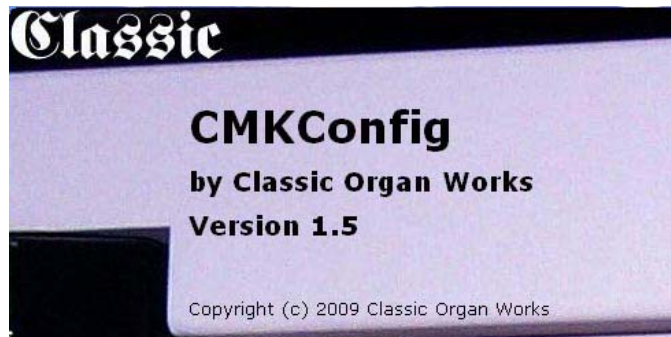 Classic
CMKConfig
by Classic Organ Works
Version 1.5
Copyright (c) 2009 Classic Organ Works